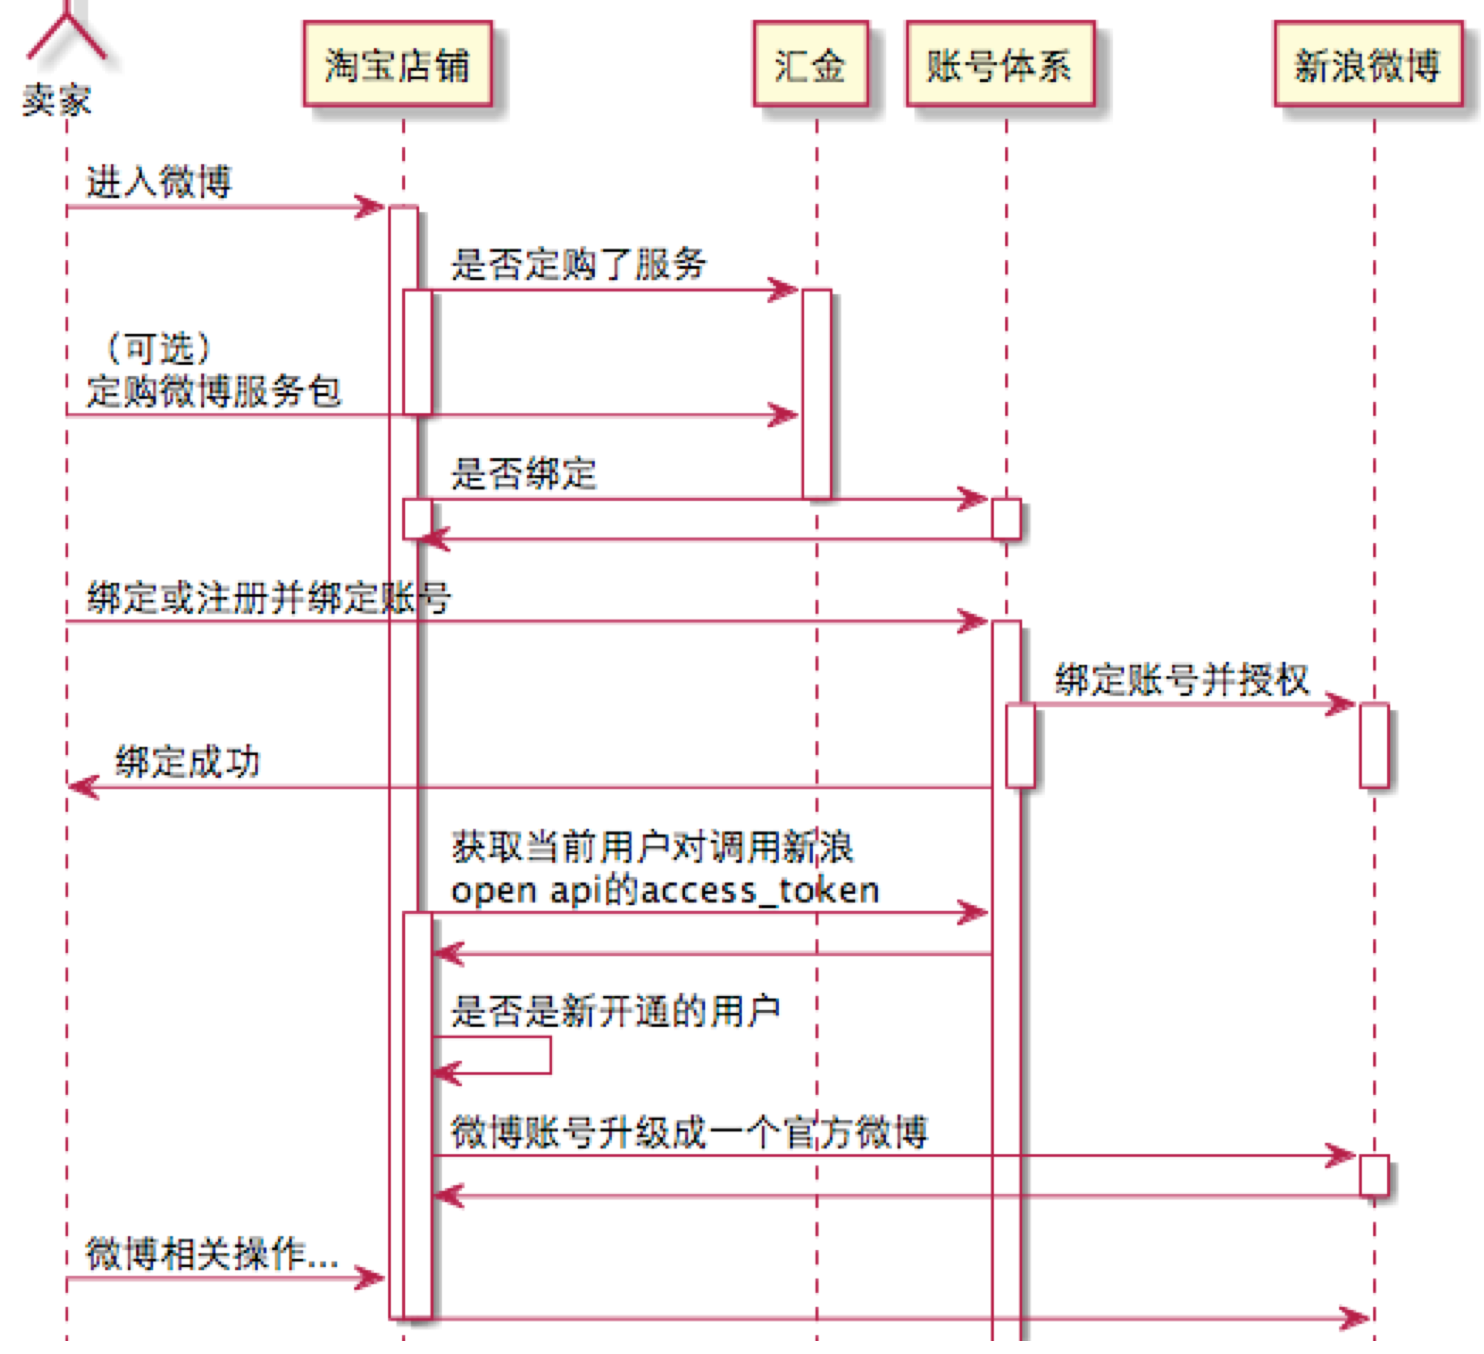 卖家
淘宝店铺
汇金
账号体系
新浪微博
进入微博
是否定购了服务
（可选）
定购微博服务包
是否绑定
绑定或注册并绑定账号
绑定账号并授权
绑定成功
获取当前用户对调用新浪
open api的access_token
是否是新开通的用户
微博账号升级成一个官方微博
微博相关操作...